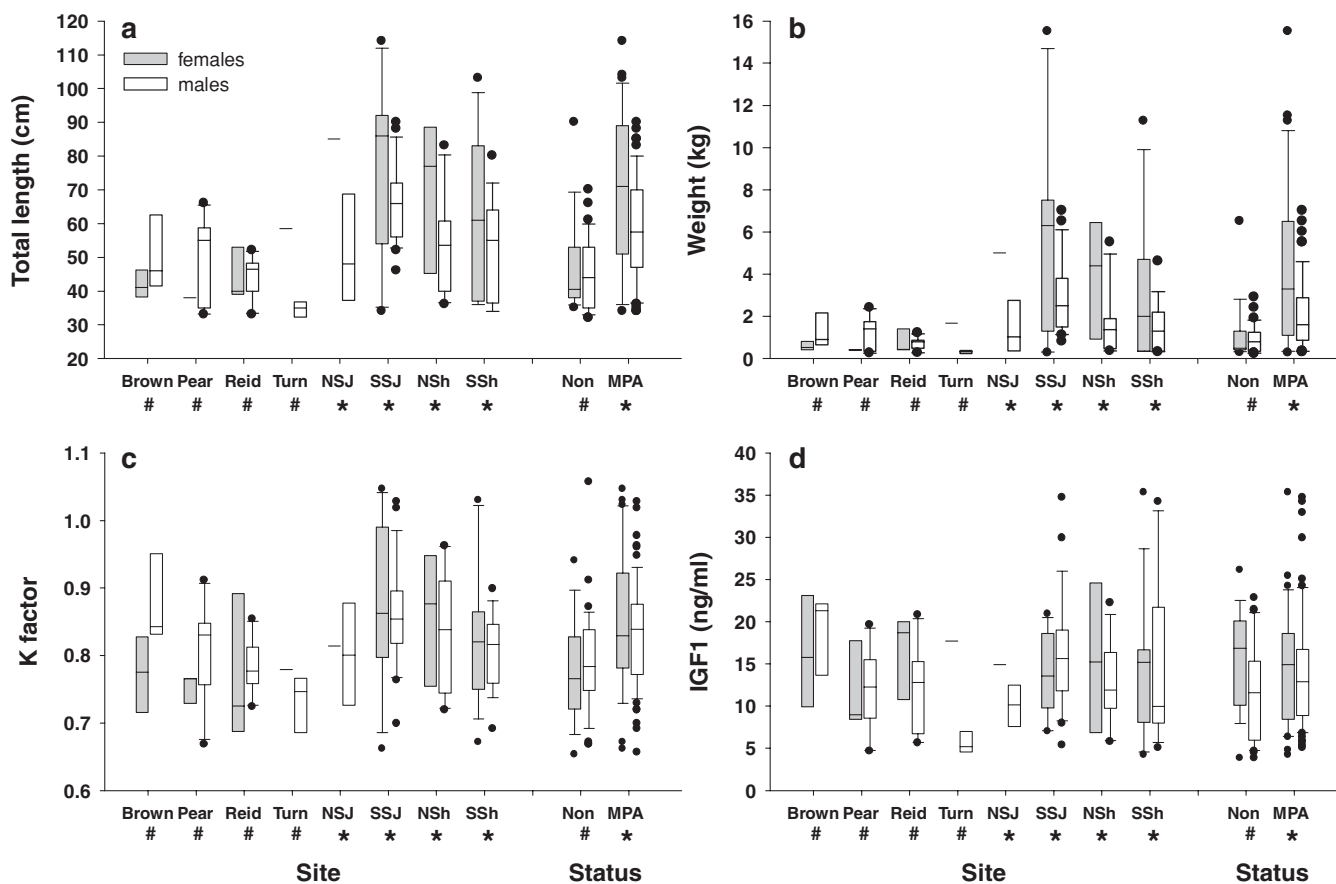 a
females
males
Total length (cm)
120
110
100
90
80
70
60
50
40
30
20
Brown Pear Reid Turn NSJ SSJ NSh SSh Non MPA
# # # # * * * * # *
b
Weight (kg)
16
14
12
10
8
6
4
2
0
Brown Pear Reid Turn NSJ SSJ NSh SSh Non MPA
# # # # * * * * # *
c
K factor
1.1
1.0
0.9
0.8
0.7
0.6
Brown Pear Reid Turn NSJ SSJ NSh SSh Non MPA
# # # # * * * * # *
Site Status
d
IGF1 (ng/ml)
40
35
30
25
20
15
10
5
0
Brown Pear Reid Turn NSJ SSJ NSh SSh Non MPA
# # # # * * * * # *
Site Status